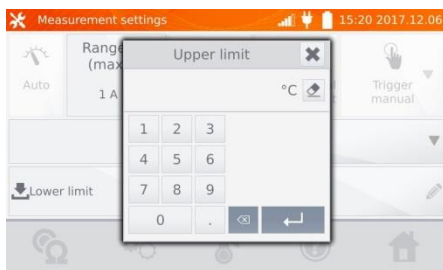 Measurement settings 15:20 2017.12.06
Range
(max
1 A
Auto
Upper limit
°C
1 2 3
4 5 6
7 8 9
0 .
Trigger
manual
Lower limit